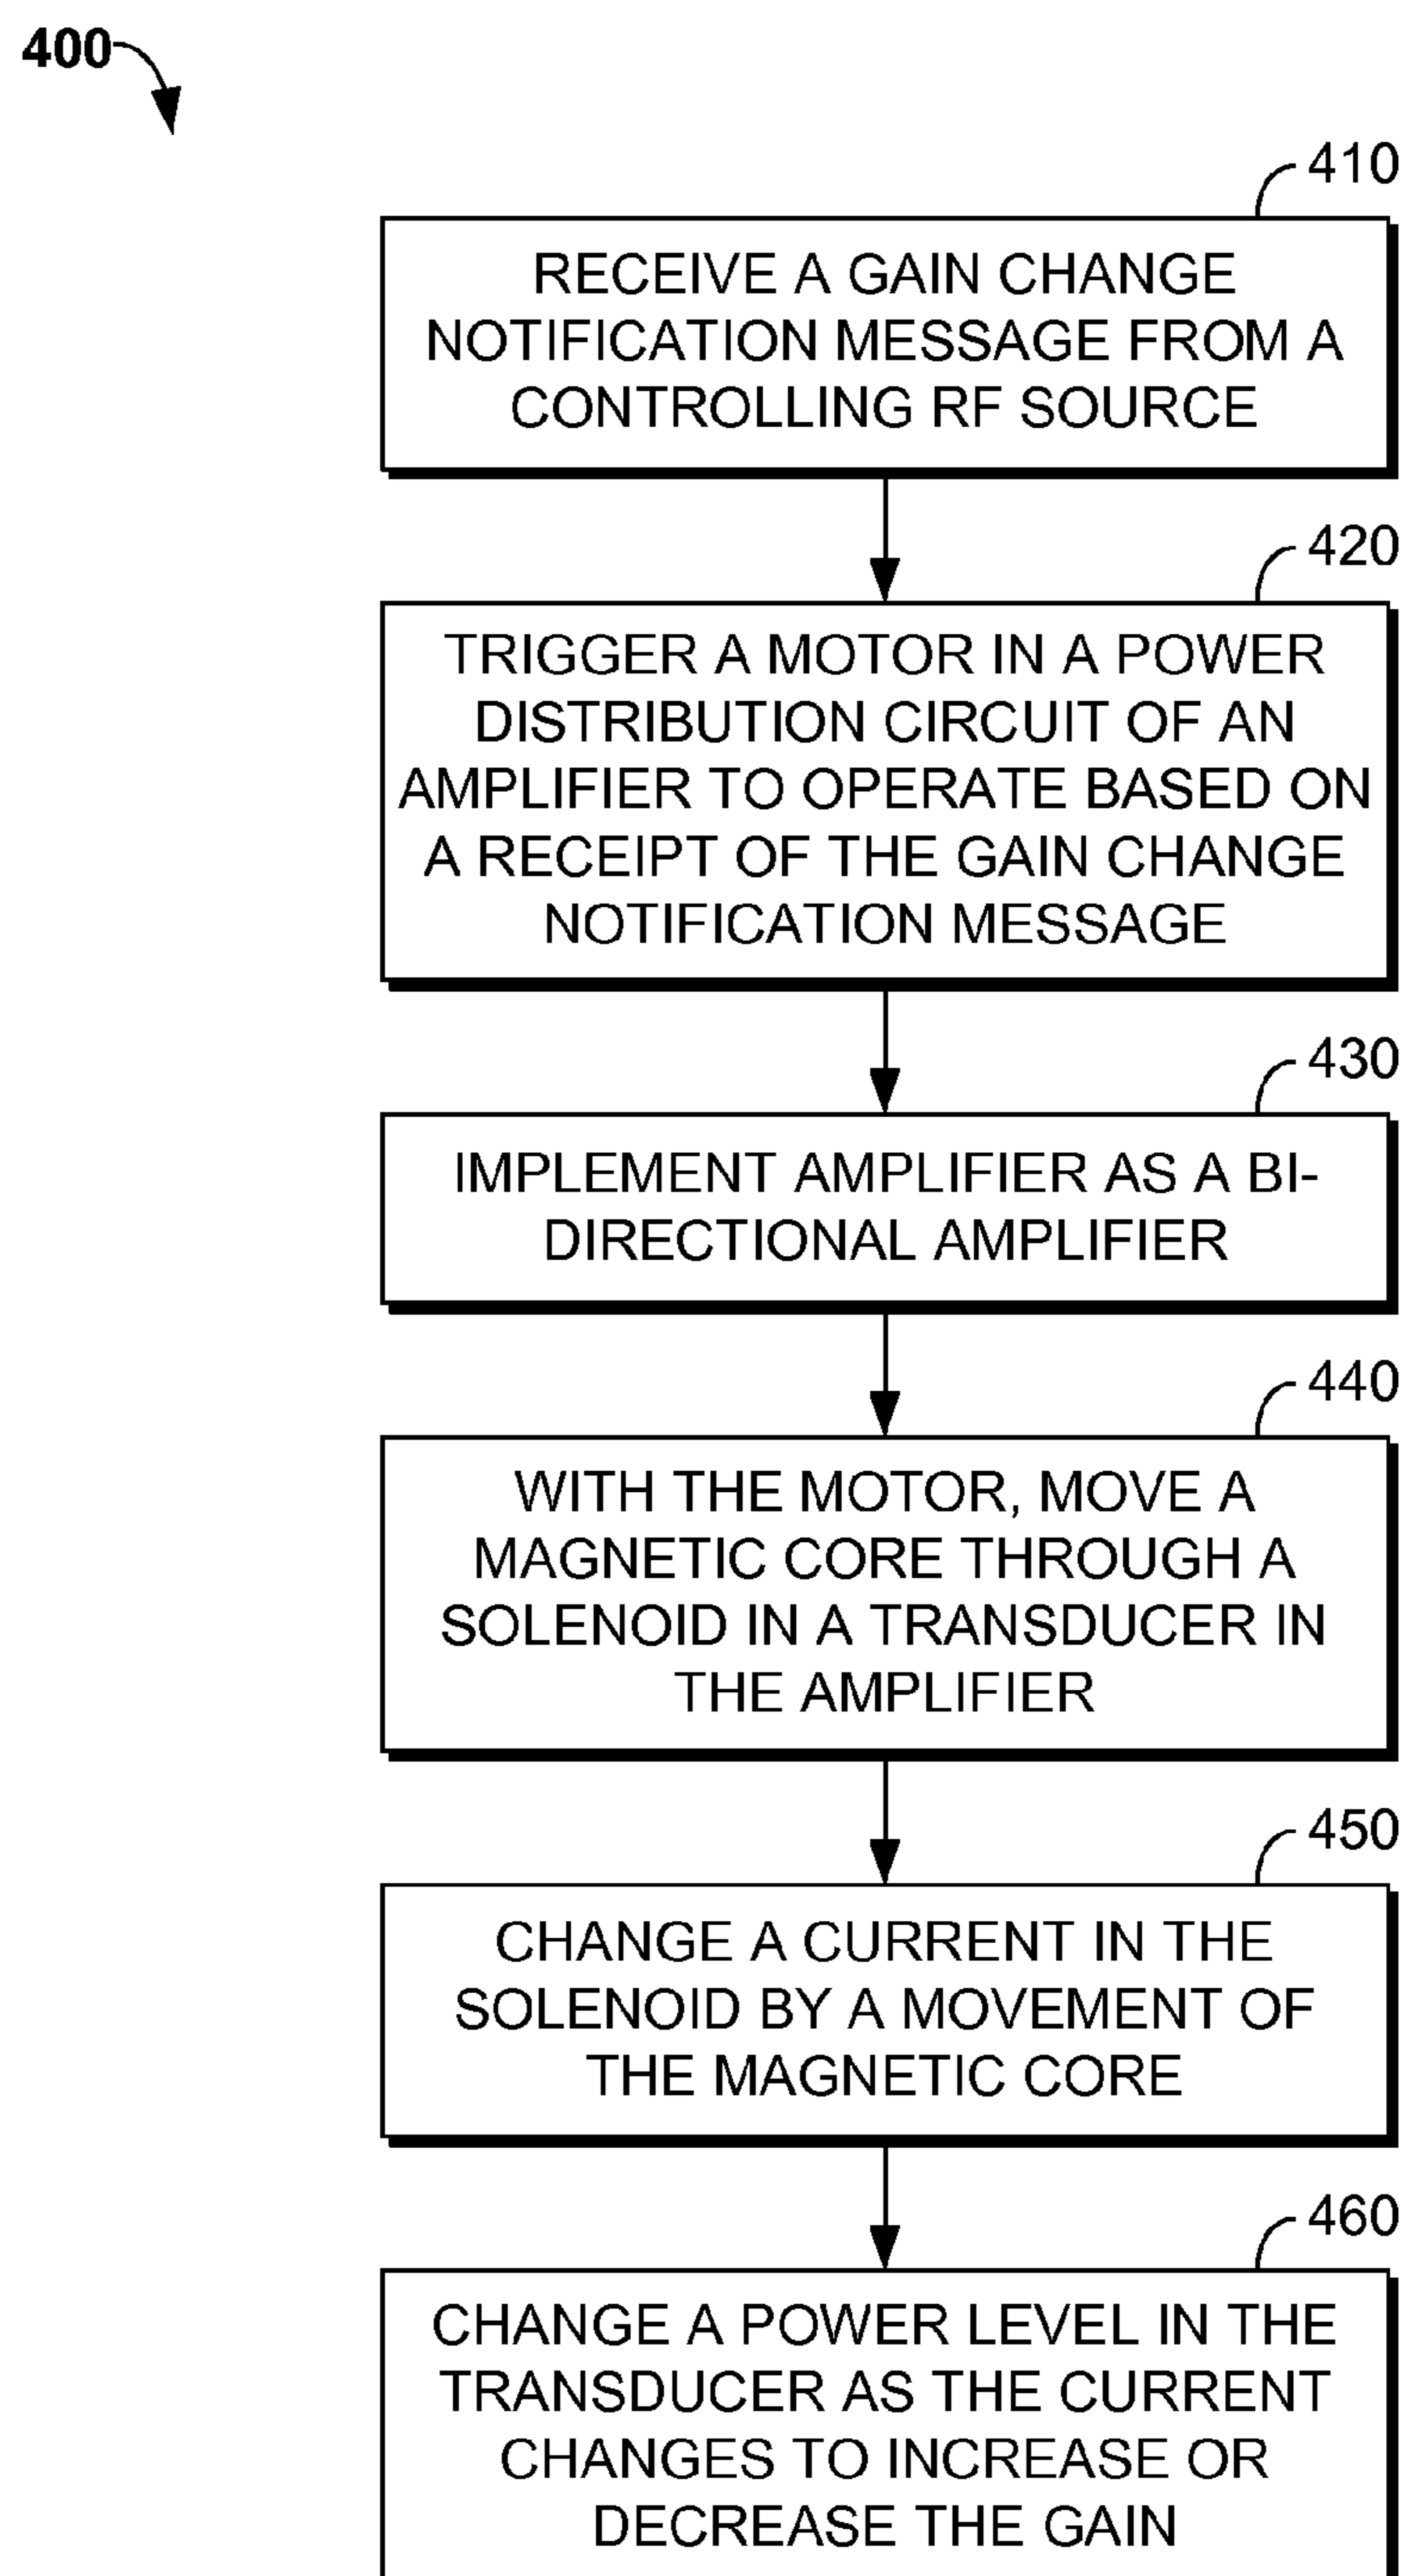 400
410
RECEIVE A GAIN CHANGE
NOTIFICATION MESSAGE FROM A
CONTROLLING RF SOURCE
420
TRIGGER A MOTOR IN A POWER
DISTRIBUTION CIRCUIT OF AN
AMPLIFIER TO OPERATE BASED ON
A RECEIPT OF THE GAIN CHANGE
NOTIFICATION MESSAGE
430
IMPLEMENT AMPLIFIER AS A BI-
DIRECTIONAL AMPLIFIER
440
WITH THE MOTOR, MOVE A
MAGNETIC CORE THROUGH A
SOLENOID IN A TRANSDUCER IN
THE AMPLIFIER
450
CHANGE A CURRENT IN THE
SOLENOID BY A MOVEMENT OF
THE MAGNETIC CORE
460
CHANGE A POWER LEVEL IN THE
TRANSDUCER AS THE CURRENT
CHANGES TO INCREASE OR
DECREASE THE GAIN